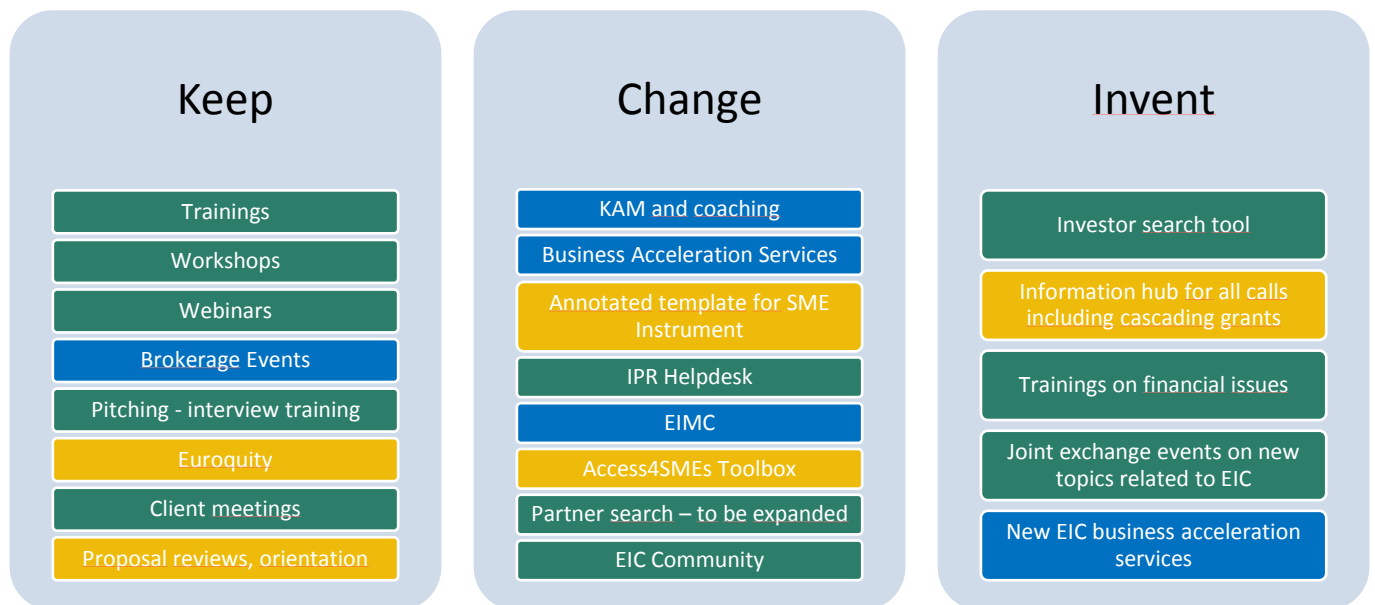 Keep
Trainings
Workshops
Webinars
Brokerage Events
Pitching - interview training
Euroquity
Client meetings
Proposal reviews, orientation
Change
KAM and coaching
Business Acceleration Services
Annotated template for SME
Instrument
IPR Helpdesk
EIMC
Access4SMEs Toolbox
Partner search – to be expanded
EIC Community
Invent
Investor search tool
Information hub for all calls
including cascading grants
Trainings on financial issues
Joint exchange events on new
topics related to EIC
New EIC business acceleration
services